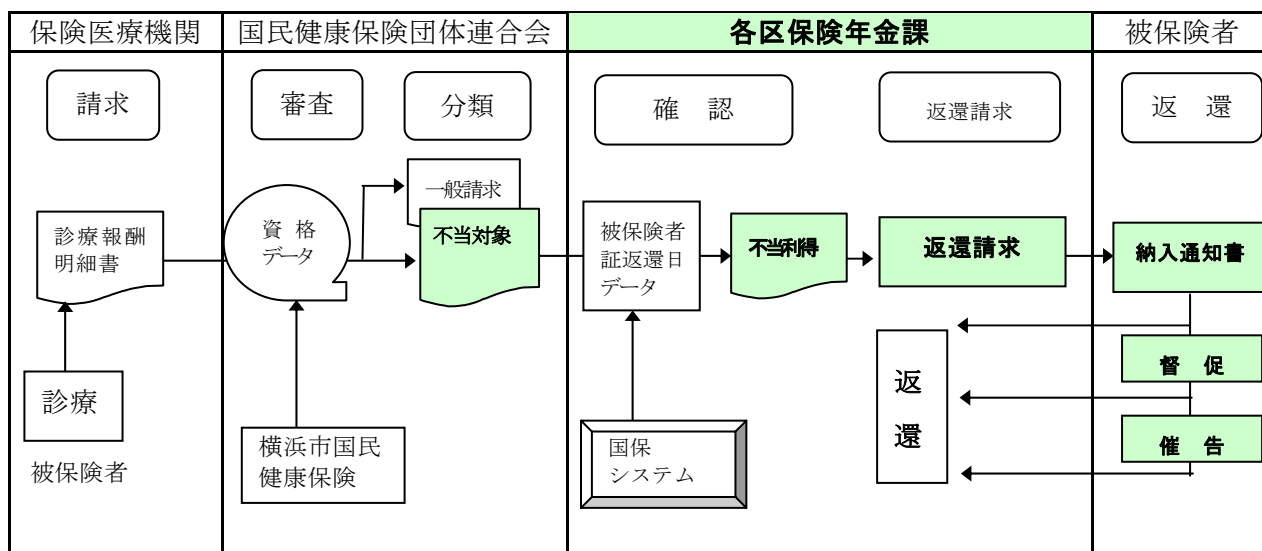 保険医療機関
国民健康保険団体連合会
各区保険年金課
被保険者
請求
審査
分類
確 認
返還請求
返 還
診療報酬
明細書
診療
被保険者
資 格
データ
横浜市国民
健康保険
一般請求
不当対象
被保険者
証返還日
データ
国保
システム
不当利得
返還請求
返
還
納入通知書
督 促
催 告